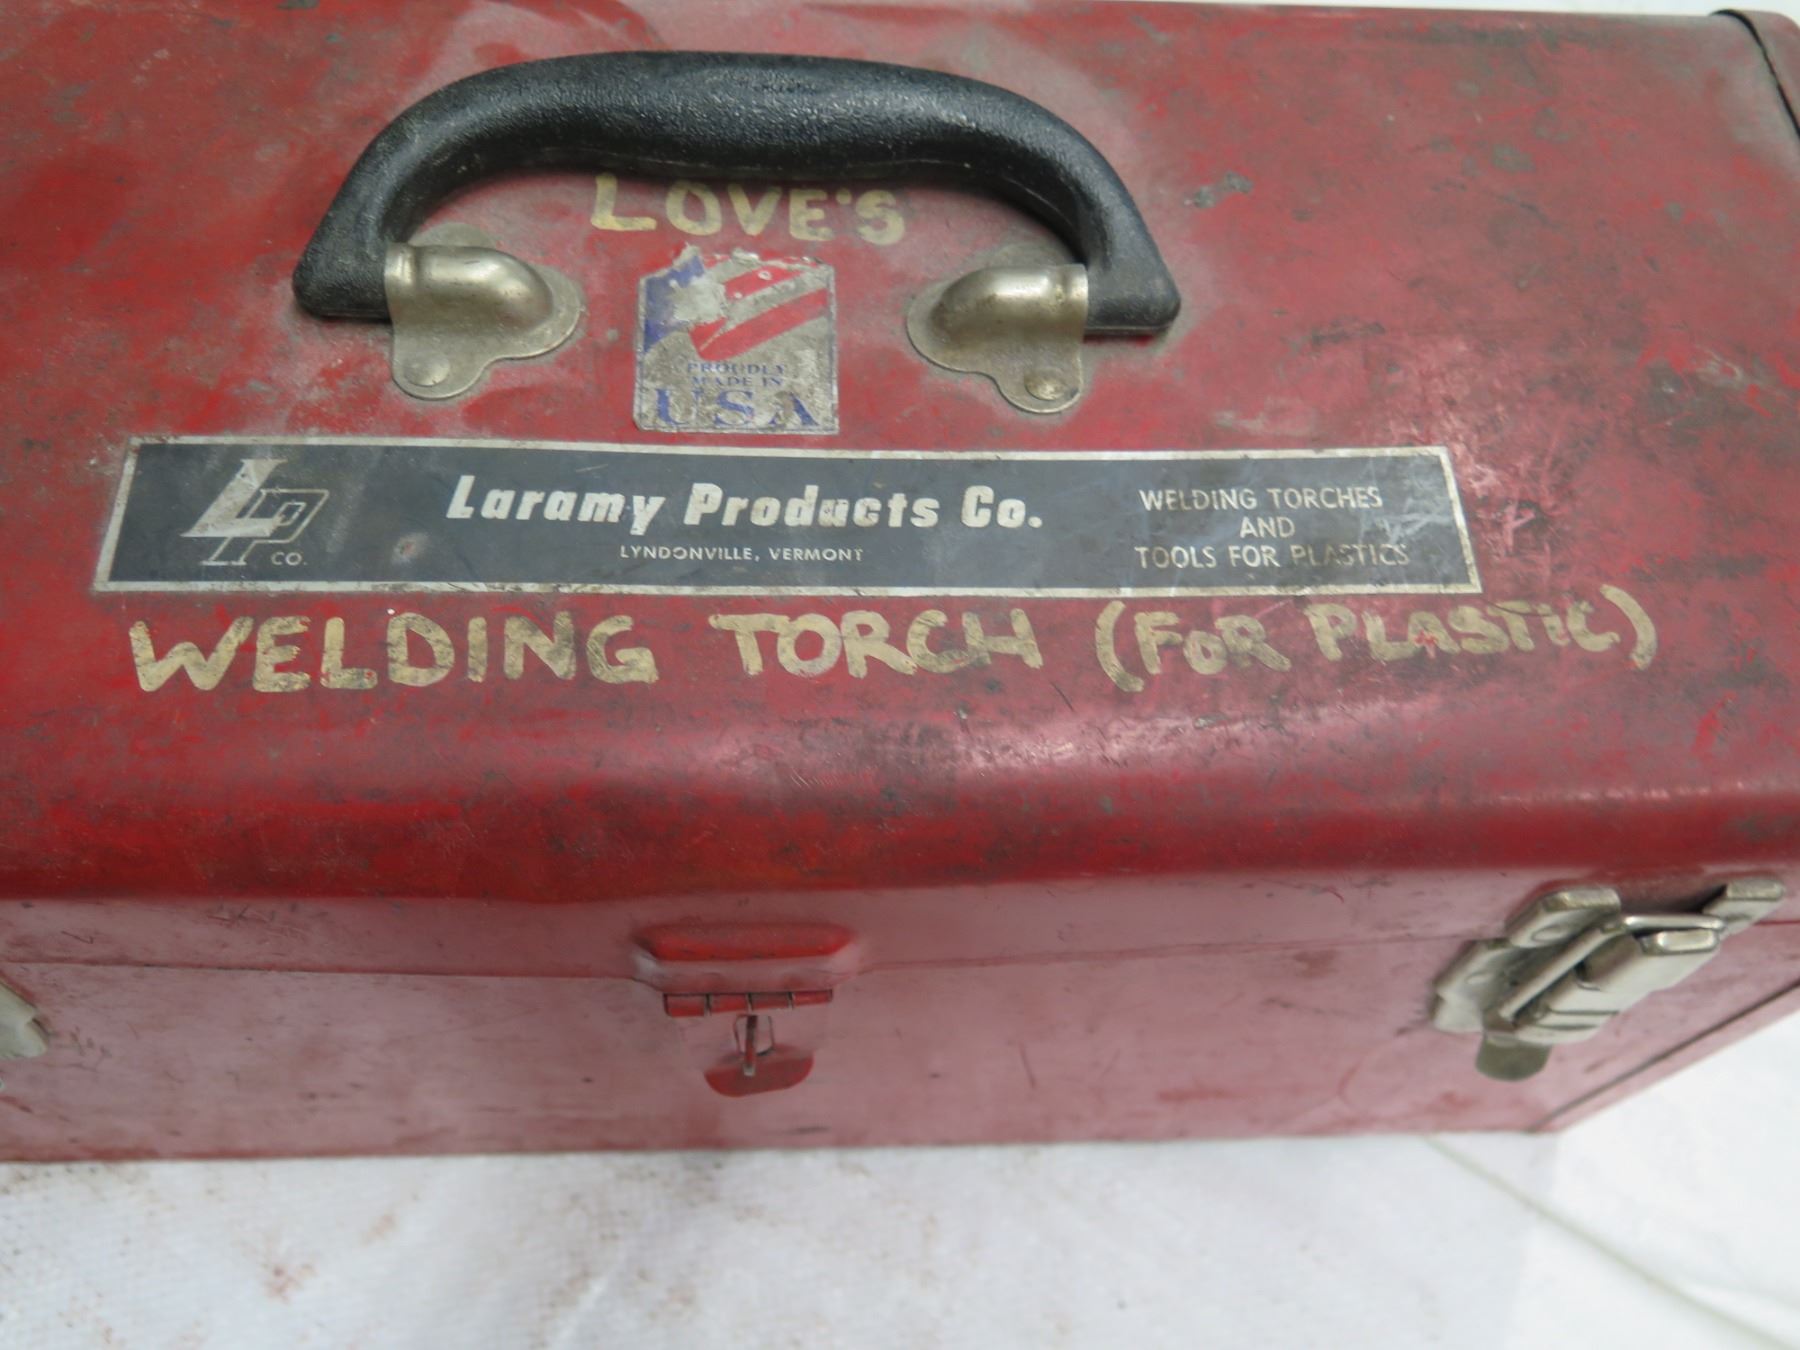 LOVE'S
PROUDLY
MADE IN
USA
LP CO.
Laramy Products Co.
LYNDONVILLE, VERMONT
WELDING TORCHES
AND
TOOLS FOR PLASTICS
WELDING TORCH (FOR PLASTIC)